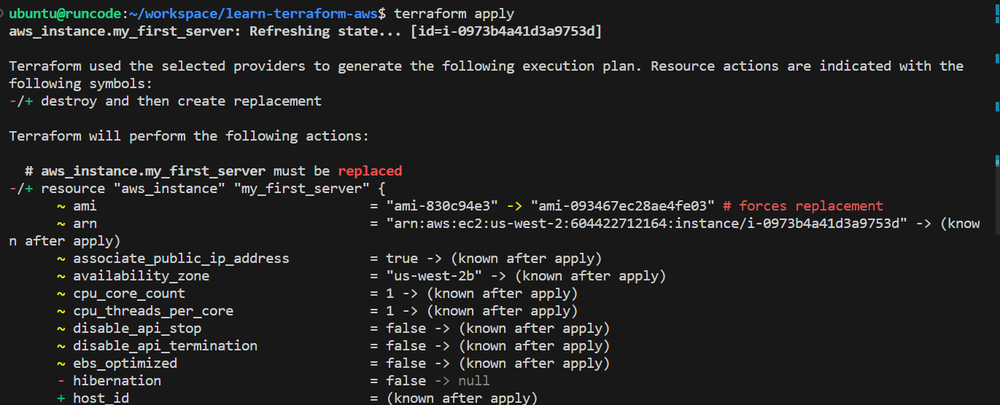 ubuntu@runcode:~/workspace/learn-terraform-aws$ terraform apply
aws_instance.my_first_server: Refreshing state... [id=i-0973b4a41d3a9753d]
Terraform used the selected providers to generate the following execution plan. Resource actions are indicated with the
following symbols:
-/+ destroy and then create replacement
Terraform will perform the following actions:
# aws_instance.my_first_server must be replaced
-/+ resource "aws_instance" "my_first_server" {
~ ami = "ami-830c94e3" -> "ami-093467ec28ae4fe03" # forces replacement
~ arn = "arn:aws:ec2:us-west-2:604422712164:instance/i-0973b4a41d3a9753d" -> (know
n after apply)
~ associate_public_ip_address = true -> (known after apply)
~ availability_zone = "us-west-2b" -> (known after apply)
~ cpu_core_count = 1 -> (known after apply)
~ cpu_threads_per_core = 1 -> (known after apply)
~ disable_api_stop = false -> (known after apply)
~ disable_api_termination = false -> (known after apply)
~ ebs_optimized = false -> (known after apply)
- hibernation = false -> null
+ host_id = (known after apply)